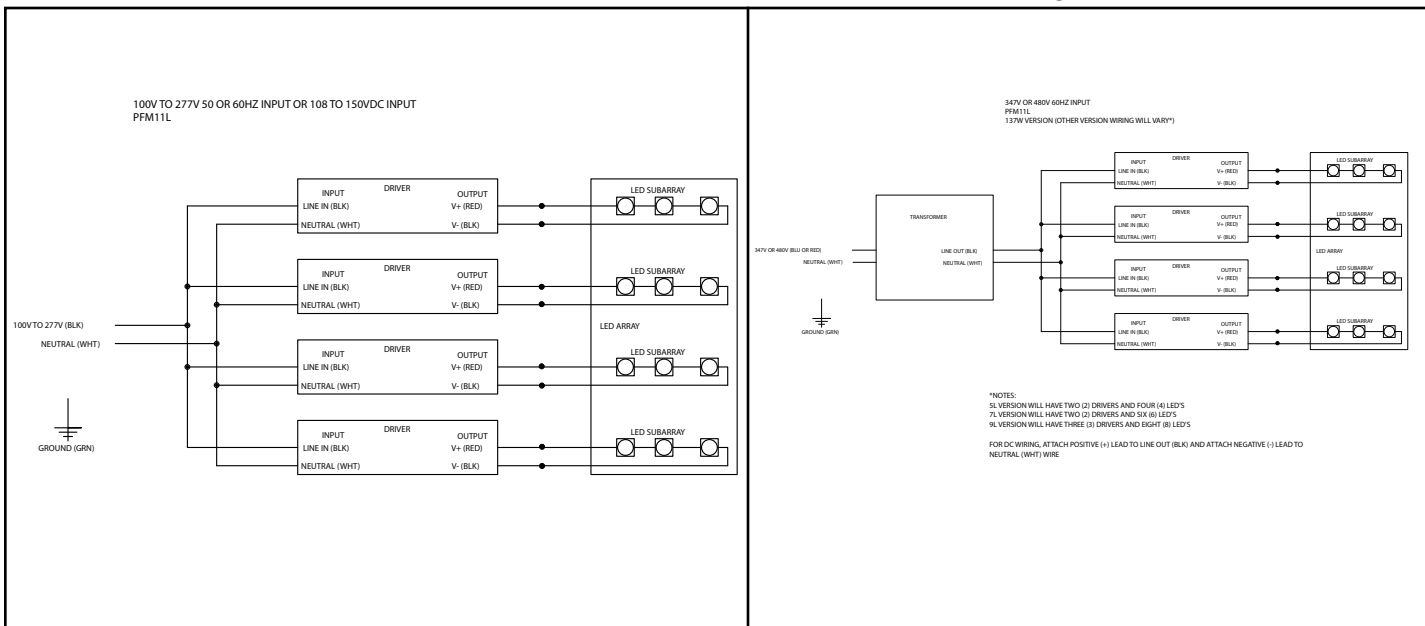 100V TO 277V 50 OR 60HZ INPUT OR 108 TO 150VDC INPUT
PFM11L
DRIVER
INPUT OUTPUT
LINE IN (BLK) V+ (RED)
NEUTRAL (WHT) V- (BLK)
LED SUBARRAY
DRIVER
INPUT OUTPUT
LINE IN (BLK) V+ (RED)
NEUTRAL (WHT) V- (BLK)
LED SUBARRAY
LED ARRAY
100V TO 277V (BLK)
NEUTRAL (WHT)
DRIVER
INPUT OUTPUT
LINE IN (BLK) V+ (RED)
NEUTRAL (WHT) V- (BLK)
LED SUBARRAY
DRIVER
INPUT OUTPUT
LINE IN (BLK) V+ (RED)
NEUTRAL (WHT) V- (BLK)
LED SUBARRAY
GROUND (GRN)
347V OR 480V 60HZ INPUT
PFM11L
137W VERSION (OTHER VERSION WIRING WILL VARY*)
DRIVER
INPUT OUTPUT
LINE IN (BLK) V+ (RED)
NEUTRAL (WHT) V- (BLK)
LED SUBARRAY
TRANSFORMER
347V OR 480V (BLU OR RED)
NEUTRAL (WHT)
LINE OUT (BLK)
NEUTRAL (WHT)
DRIVER
INPUT OUTPUT
LINE IN (BLK) V+ (RED)
NEUTRAL (WHT) V- (BLK)
LED SUBARRAY
LED ARRAY
DRIVER
INPUT OUTPUT
LINE IN (BLK) V+ (RED)
NEUTRAL (WHT) V- (BLK)
LED SUBARRAY
DRIVER
INPUT OUTPUT
LINE IN (BLK) V+ (RED)
NEUTRAL (WHT) V- (BLK)
LED SUBARRAY
GROUND (GRN)
*NOTES:
5L VERSION WILL HAVE TWO (2) DRIVERS AND FOUR (4) LED'S
7L VERSION WILL HAVE TWO (2) DRIVERS AND SIX (6) LED'S
9L VERSION WILL HAVE THREE (3) DRIVERS AND EIGHT (8) LED'S
FOR DC WIRING, ATTACH POSITIVE (+) LEAD TO LINE OUT (BLK) AND ATTACH NEGATIVE (-) LEAD TO
NEUTRAL (WHT) WIRE